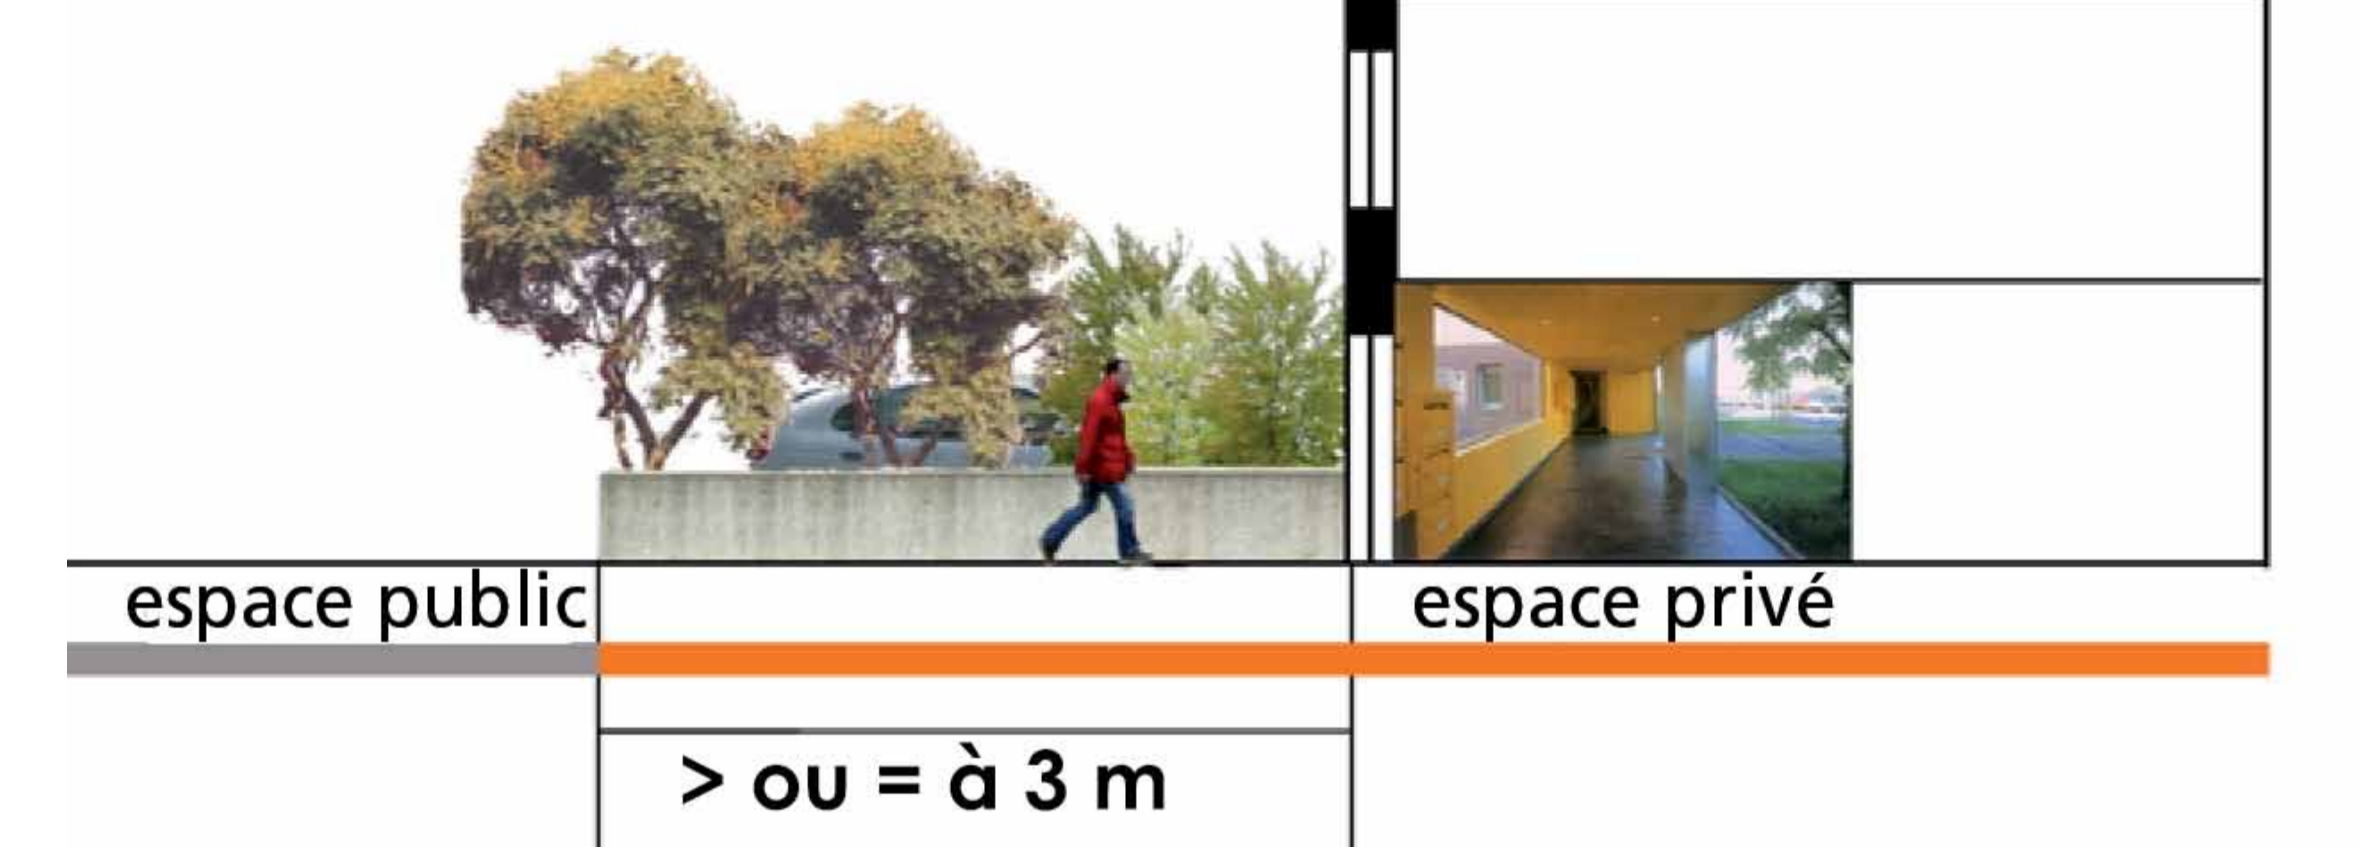 espace public
espace privé
> ou = à 3 m